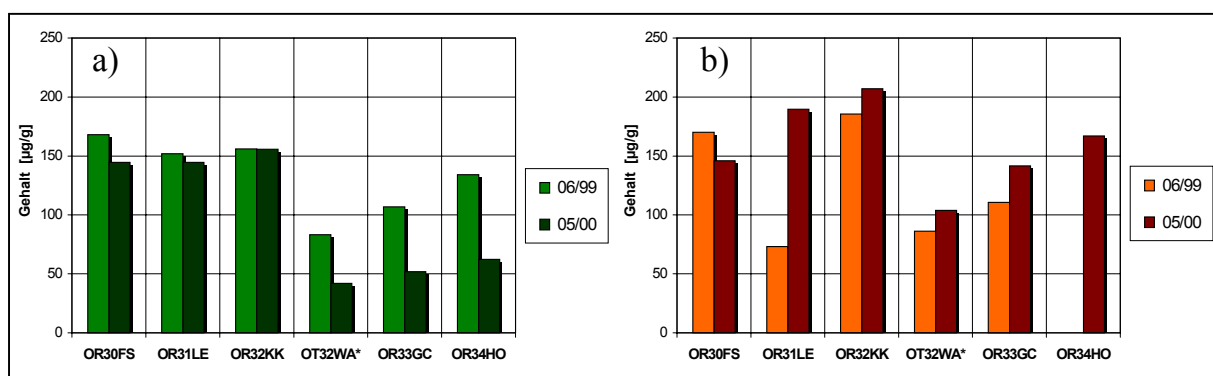 a)
Gehalt [µg/g]
250
200
150
100
50
0
OR30FS OR31LE OR32KK OT32WA* OR33GC OR34HO
06/99
05/00
b)
Gehalt [µg/g]
250
200
150
100
50
0
OR30FS OR31LE OR32KK OT32WA* OR33GC OR34HO
06/99
05/00